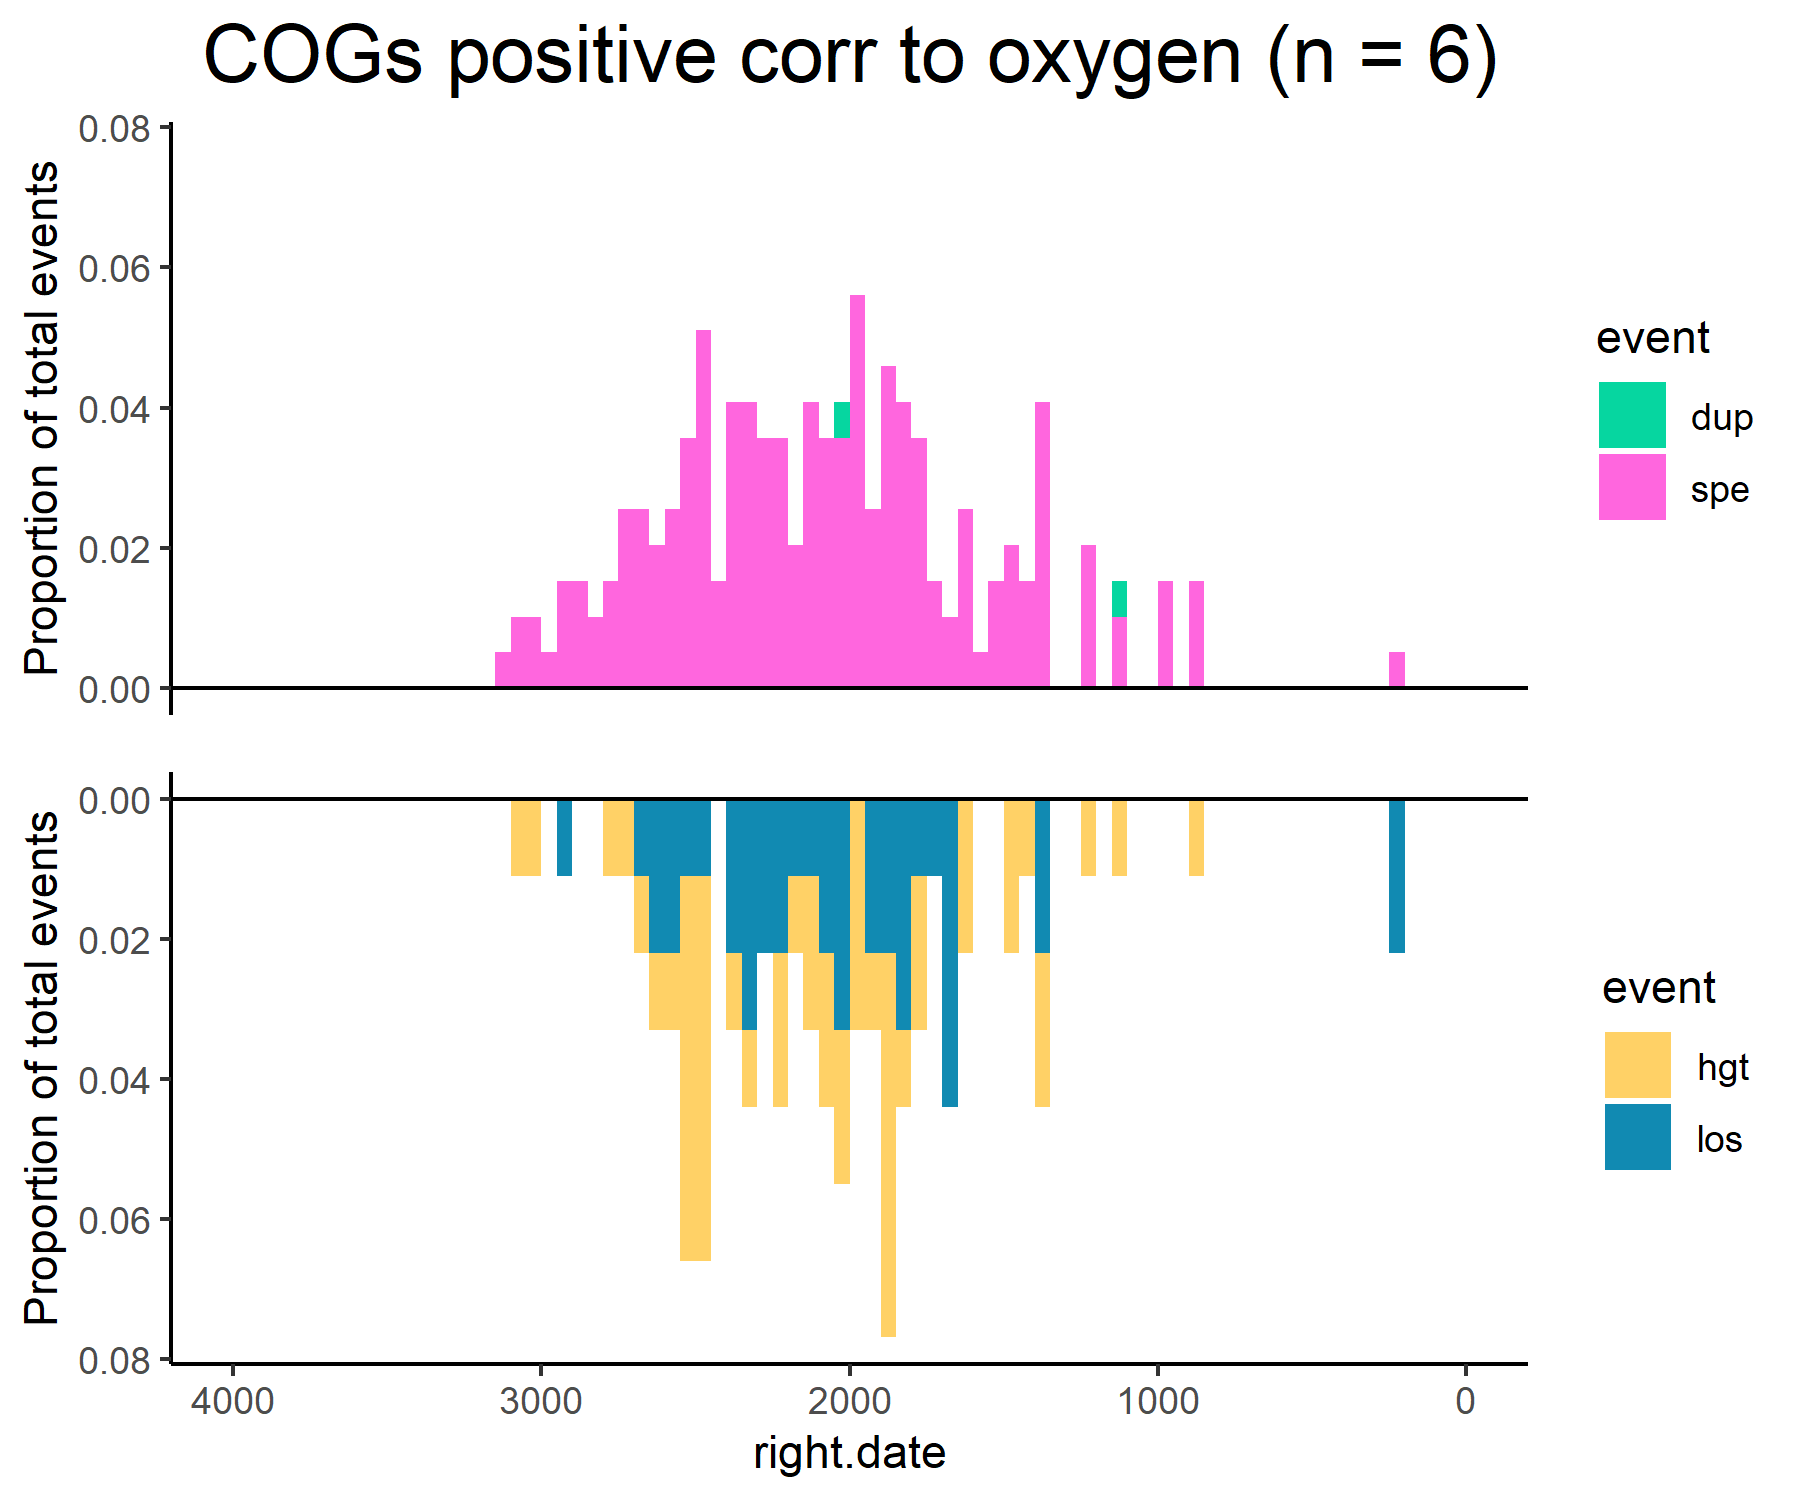 COGs positive corr to oxygen (n = 6)
Proportion of total events
0.08
0.06
0.04
0.02
0.00
event
dup
spe
Proportion of total events
0.00
0.02
0.04
0.06
0.08
event
hgt
los
4000 3000 2000 1000 0
right.date